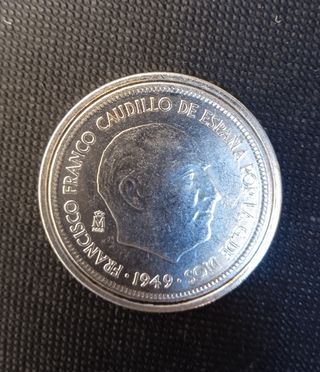 FRANCISCO FRANCO CAUDILLO DE ESPAÑA POR LA G. DE DIOS
· 1949 ·
M